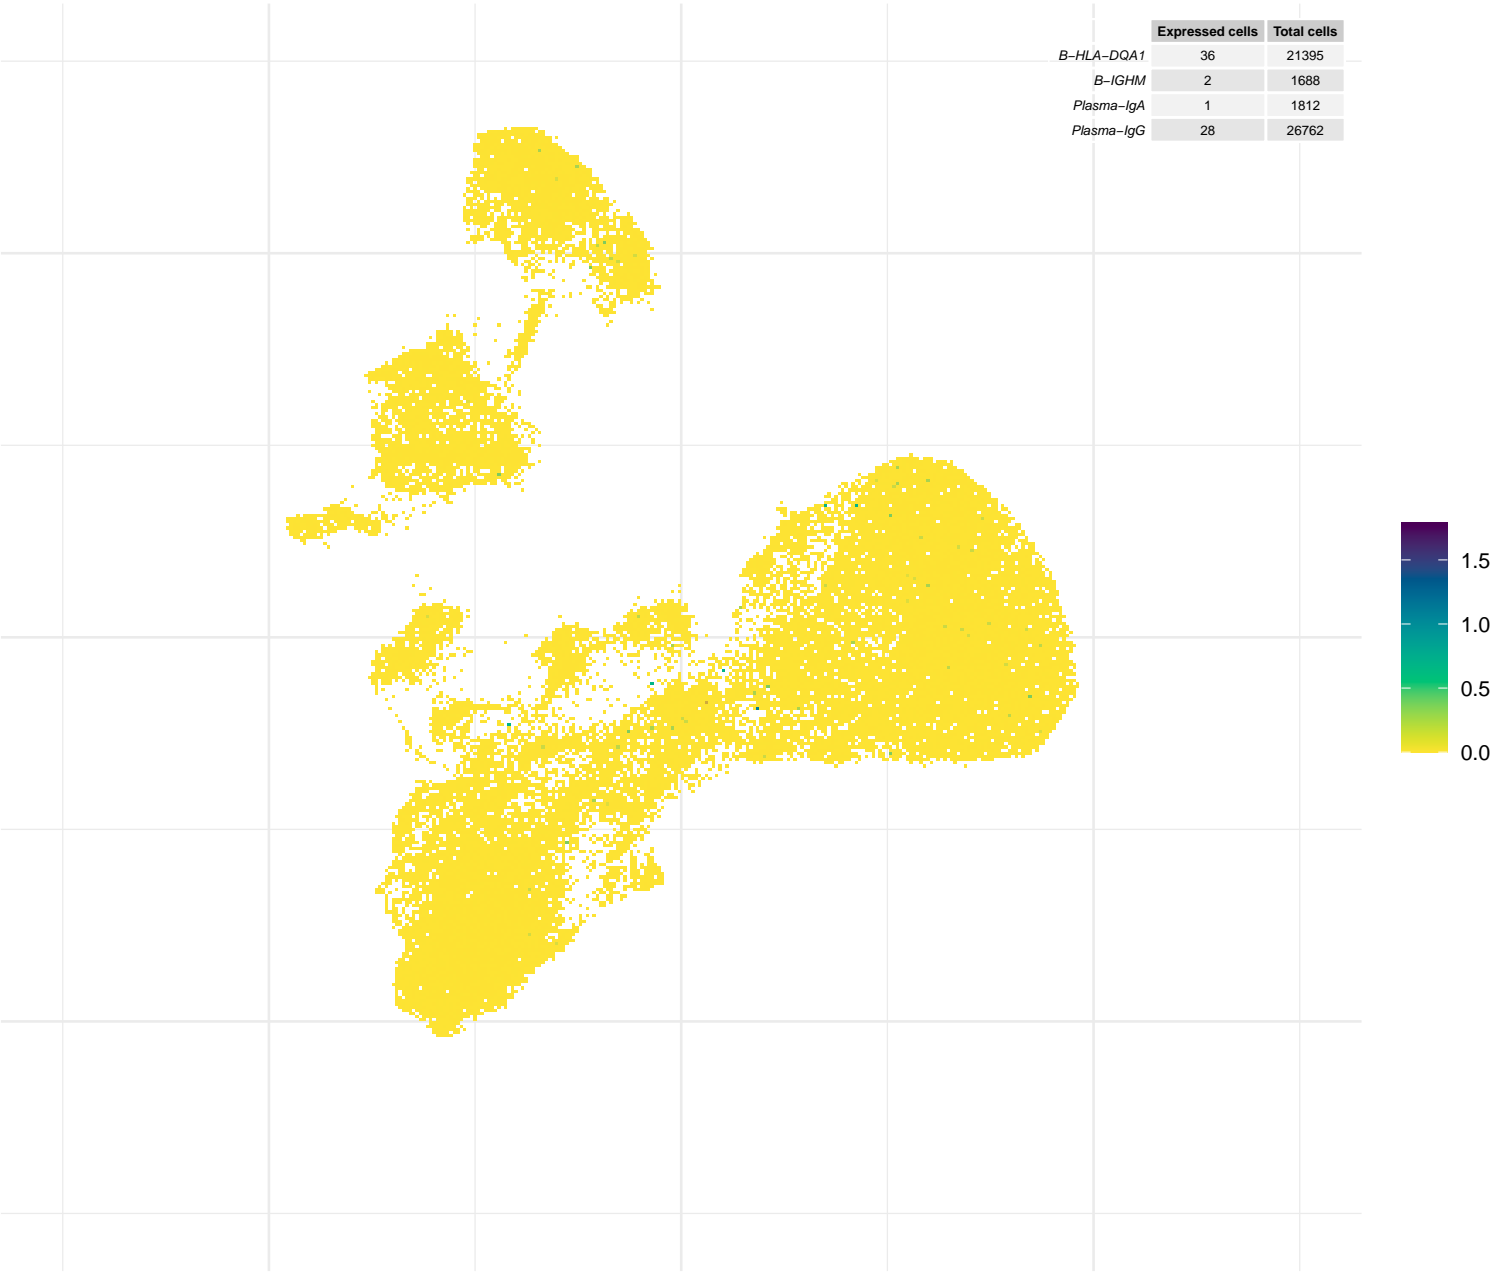 Expressed cells Total cells
B−HLA−DQA1 36 21395
B−IGHM 2 1688
Plasma−IgA 1 1812
Plasma−IgG 28 26762
1.5
1.0
0.5
0.0